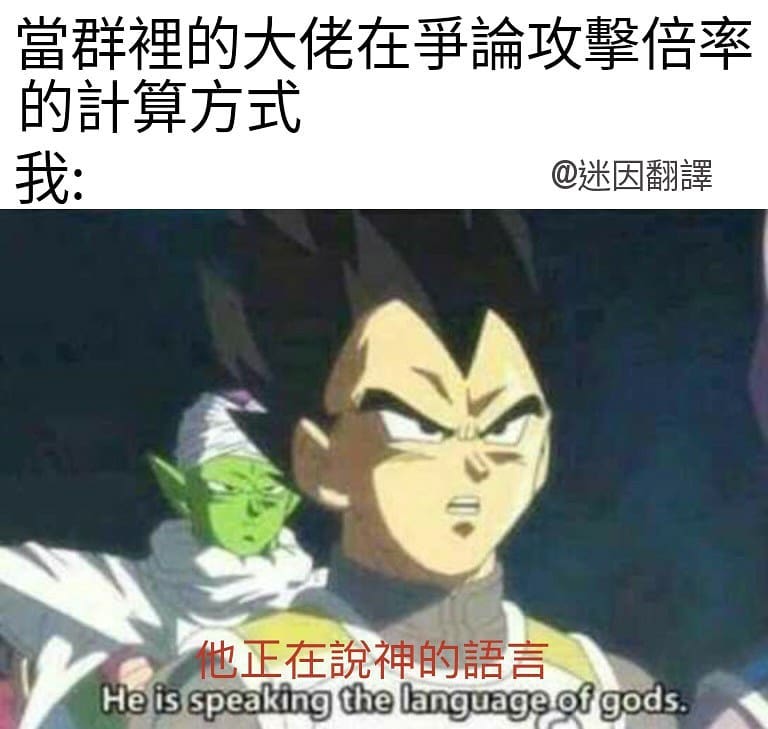 當群裡的大佬在爭論攻擊倍率
的計算方式
我:
@迷因翻譯
他正在說神的語言
He is speaking the language of gods.